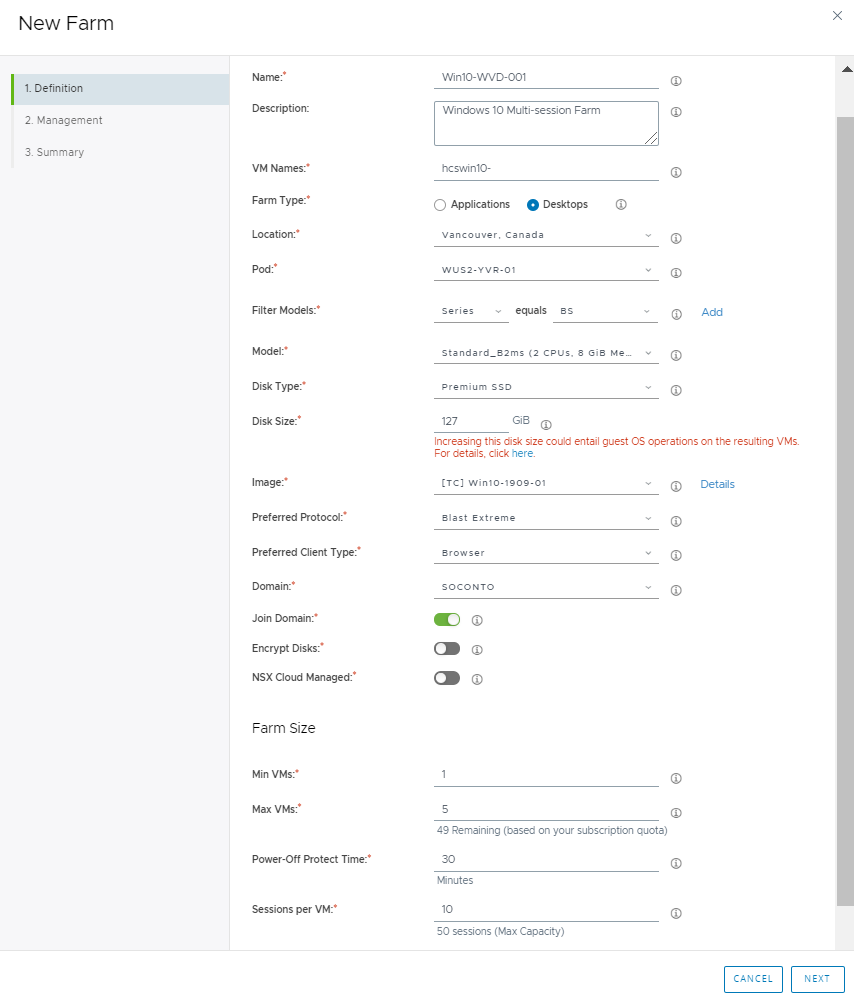 New Farm
1. Definition
2. Management
3. Summary
Name:* Win10-WVD-001
Description: Windows 10 Multi-session Farm
VM Names:* hcswin10-
Farm Type:* Applications Desktops
Location:* Vancouver, Canada
Pod:* WUS2-YVR-01
Filter Models:* Series equals BS Add
Model:* Standard_B2ms (2 CPUs, 8 GiB Me...
Disk Type:* Premium SSD
Disk Size:* 127 GiB
Increasing this disk size could entail guest OS operations on the resulting VMs.
For details, click here.
Image:* [TC] Win10-1909-01 Details
Preferred Protocol:* Blast Extreme
Preferred Client Type:* Browser
Domain:* SOCONTO
Join Domain:*
Encrypt Disks:*
NSX Cloud Managed:*
Farm Size
Min VMs:* 1
Max VMs:* 5
49 Remaining (based on your subscription quota)
Power-Off Protect Time:* 30
Minutes
Sessions per VM:* 10
50 sessions (Max Capacity)
CANCEL NEXT